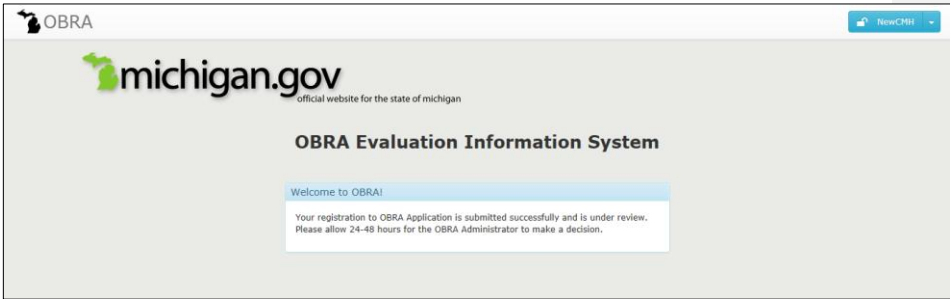 OBRA
NewCMH
michigan.gov
official website for the state of michigan
OBRA Evaluation Information System
Welcome to OBRA!
Your registration to OBRA Application is submitted successfully and is under review.
Please allow 24-48 hours for the OBRA Administrator to make a decision.